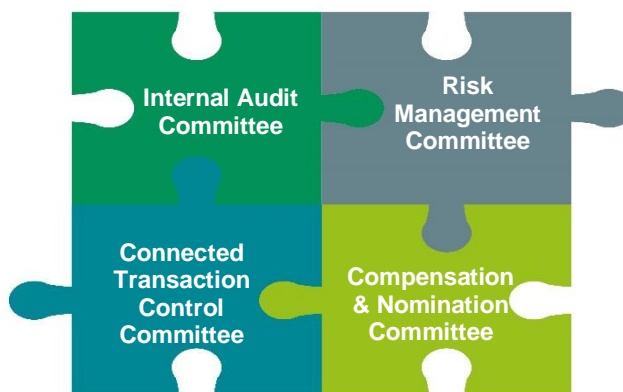 Internal Audit
Committee
Risk
Management
Committee
Connected
Transaction
Control
Committee
Compensation
& Nomination
Committee